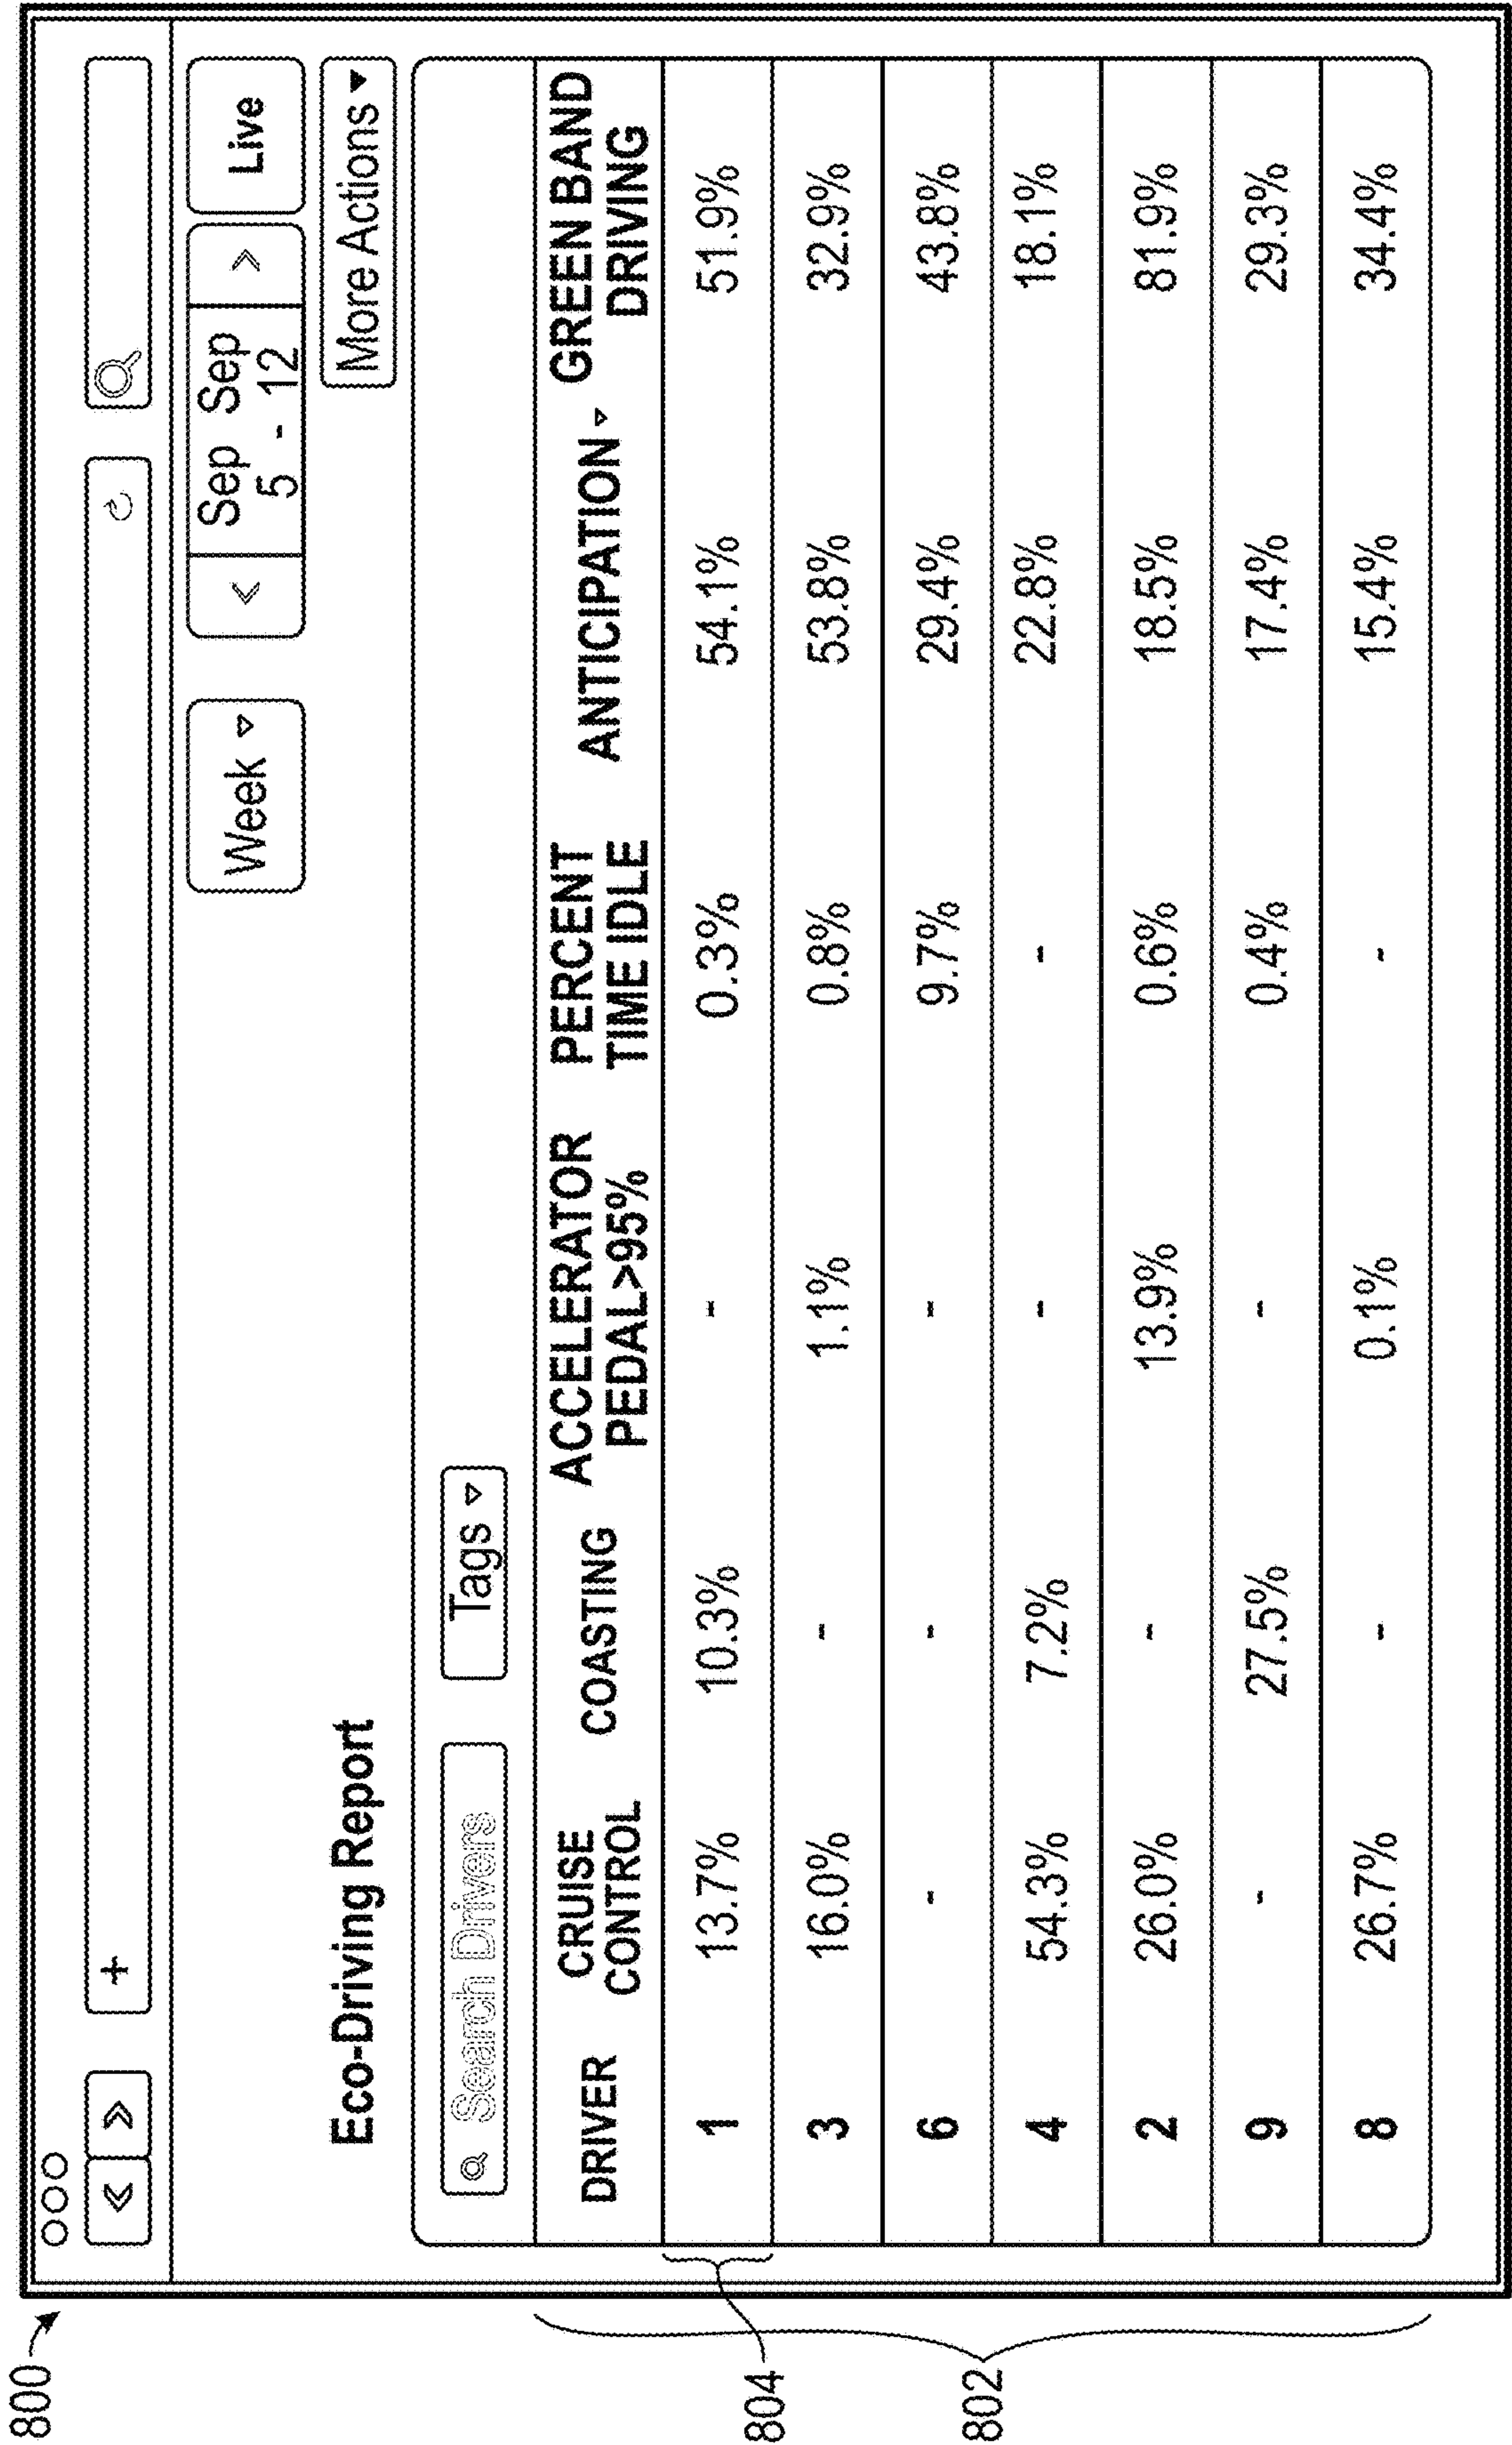 800
Week
Sep Sep
5 - 12
Live
Eco-Driving Report
More Actions
Search Drivers
Tags
DRIVER CRUISE CONTROL COASTING ACCELERATOR PEDAL>95% PERCENT TIME IDLE ANTICIPATION GREEN BAND DRIVING
1 13.7% 10.3% - 0.3% 54.1% 51.9%
3 16.0% - 1.1% 0.8% 53.8% 32.9%
6 - - - 9.7% 29.4% 43.8%
4 54.3% 7.2% - - 22.8% 18.1%
2 26.0% - 13.9% 0.6% 18.5% 81.9%
9 - 27.5% - 0.4% 17.4% 29.3%
8 26.7% - 0.1% - 15.4% 34.4%
804
802